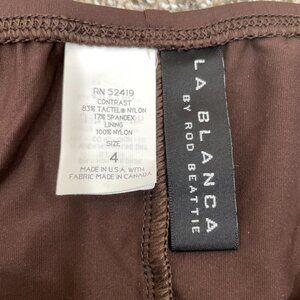 RN 52419
CONTRAST
83% TACTEL® NYLON
17% SPANDEX
LINING
100% NYLON
SIZE
4
MADE IN U.S.A. WITH
FABRIC MADE IN CANADA
LA BLANCA
BY ROD BEATTIE